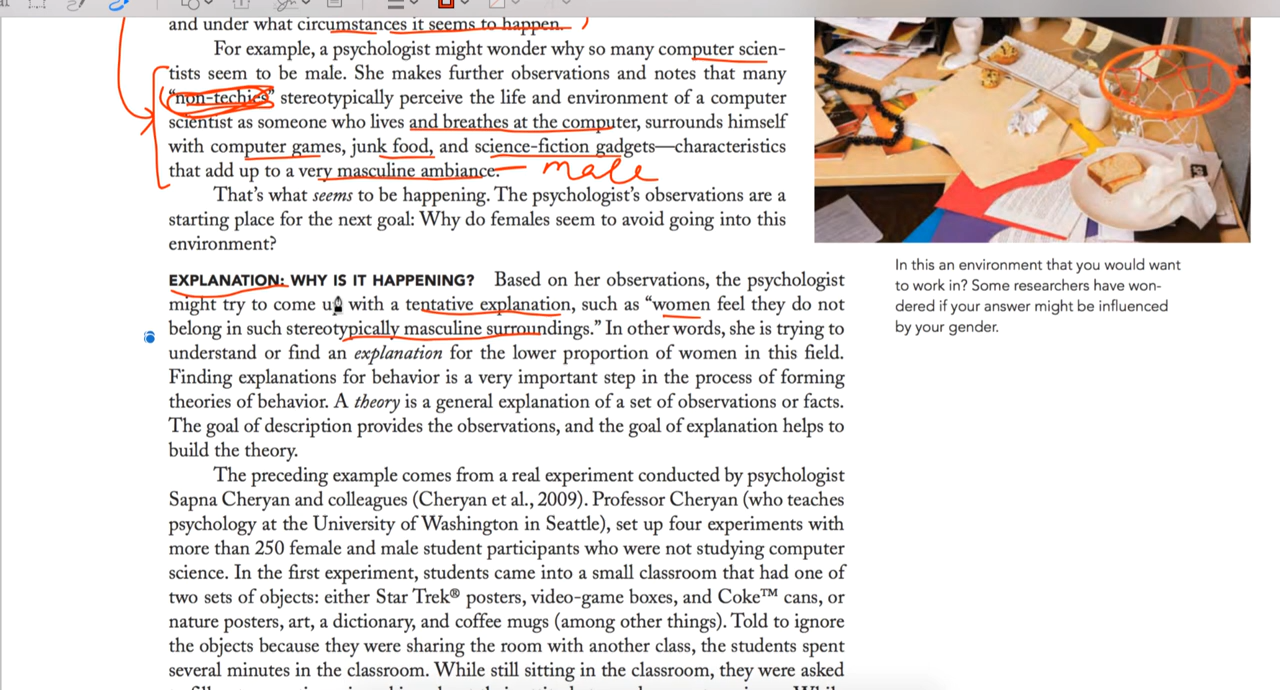 and under what circumstances it seems to happen.
For example, a psychologist might wonder why so many computer scien-
tists seem to be male. She makes further observations and notes that many
“non-techies” stereotypically perceive the life and environment of a computer
scientist as someone who lives and breathes at the computer, surrounds himself
with computer games, junk food, and science-fiction gadgets—characteristics
that add up to a very masculine ambiance. male
That’s what seems to be happening. The psychologist’s observations are a
starting place for the next goal: Why do females seem to avoid going into this
environment?
EXPLANATION: WHY IS IT HAPPENING? Based on her observations, the psychologist
might try to come up with a tentative explanation, such as “women feel they do not
belong in such stereotypically masculine surroundings.” In other words, she is trying to
understand or find an explanation for the lower proportion of women in this field.
Finding explanations for behavior is a very important step in the process of forming
theories of behavior. A theory is a general explanation of a set of observations or facts.
The goal of description provides the observations, and the goal of explanation helps to
build the theory.
The preceding example comes from a real experiment conducted by psychologist
Sapna Cheryan and colleagues (Cheryan et al., 2009). Professor Cheryan (who teaches
psychology at the University of Washington in Seattle), set up four experiments with
more than 250 female and male student participants who were not studying computer
science. In the first experiment, students came into a small classroom that had one of
two sets of objects: either Star Trek® posters, video-game boxes, and Coke™ cans, or
nature posters, art, a dictionary, and coffee mugs (among other things). Told to ignore
the objects because they were sharing the room with another class, the students spent
several minutes in the classroom. While still sitting in the classroom, they were asked
In this an environment that you would want
to work in? Some researchers have won-
dered if your answer might be influenced
by your gender.